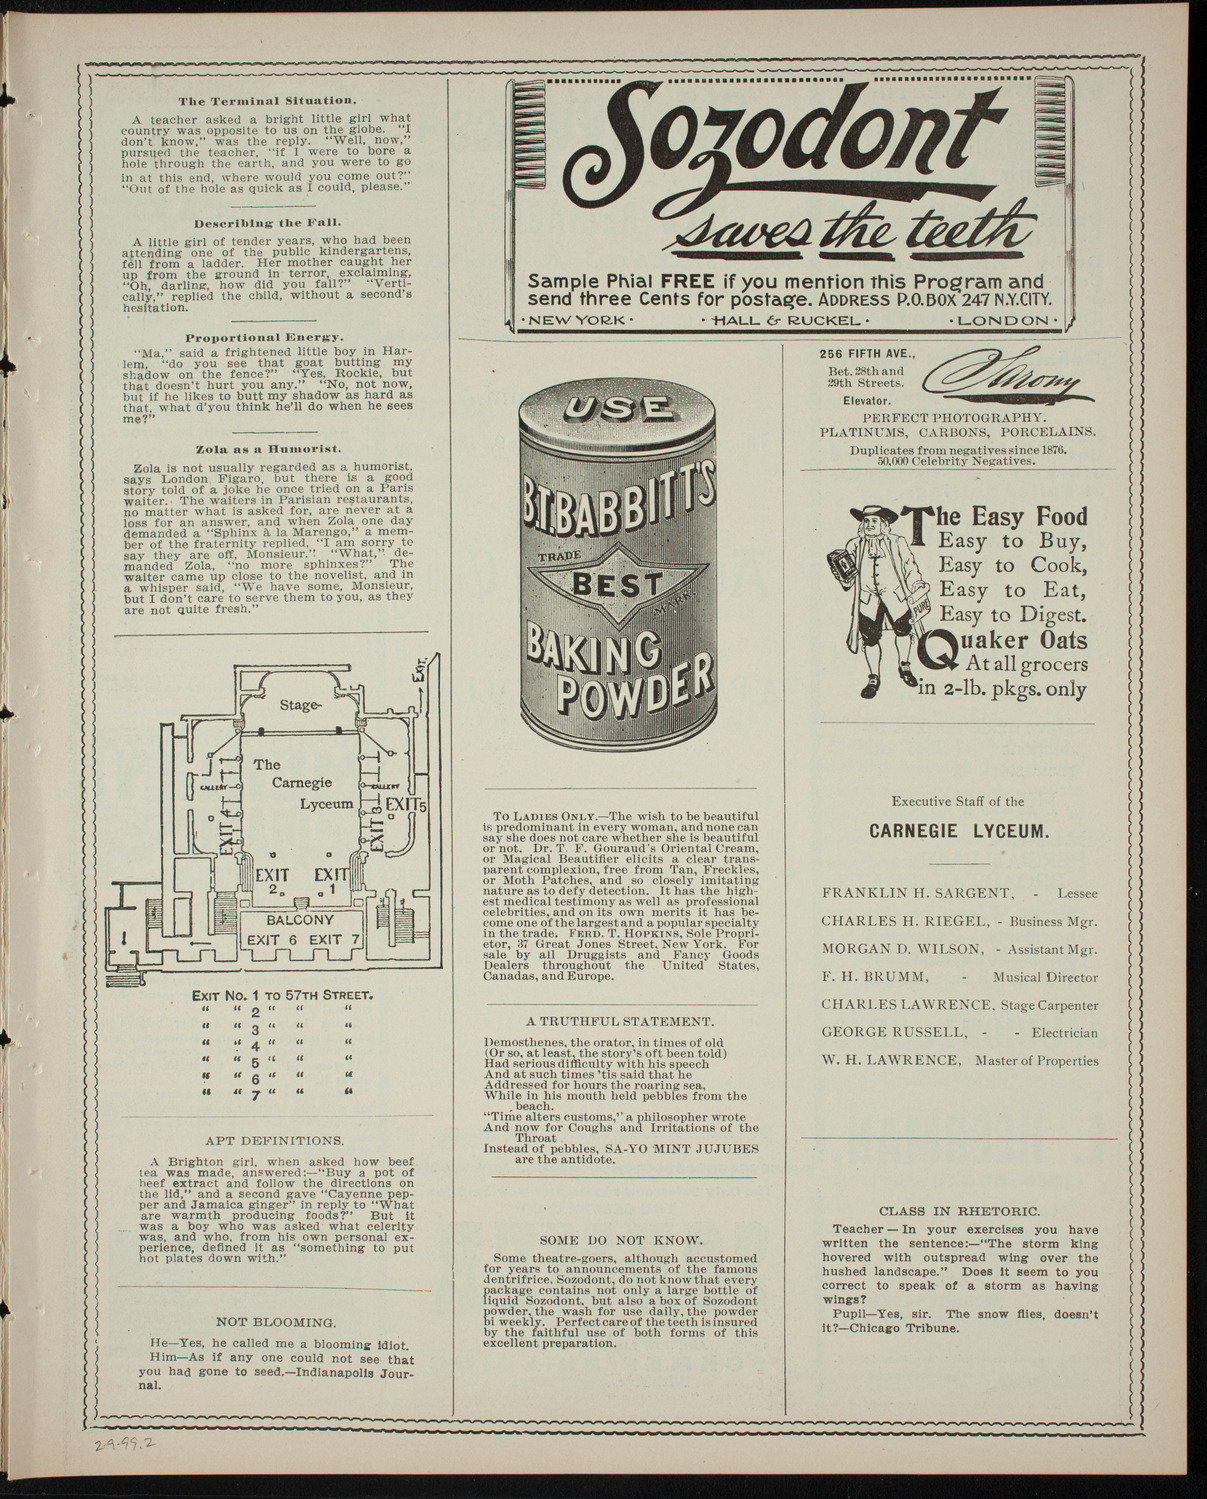 The Terminal Situation.
A teacher asked a bright little girl what
country was opposite to us on the globe. "I
don't know," was the reply. "Well, now,"
pursued the teacher, "if I were to bore a
hole through the earth, and you were to go
in at this end, where would you come out?"
"Out of the hole as quick as I could, please."
Describing the Fall.
A little girl of tender years, who had been
attending one of the public kindergartens,
fell from a ladder. Her mother caught her
up from the ground in terror, exclaiming,
"Oh, darling, how did you fall?" "Verti-
cally," replied the child, without a second's
hesitation.
Proportional Energy.
"Ma," said a frightened little boy in Har-
lem, "do you see that goat butting my
shadow on the fence?" "Yes, Rockie, but
that doesn't hurt you any." "No, not now,
but if he likes to butt my shadow as hard as
that, what d'you think he'll do when he sees
me?"
Zola as a Humorist.
Zola is not usually regarded as a humorist,
says London Figaro, but there is a good
story told of a joke he once tried on a Paris
waiter. The waiters in Parisian restaurants,
no matter what is asked for, are never at a
loss for an answer, and when Zola one day
demanded a "Sphinx à la Marengo," a mem-
ber of the fraternity replied, "I am sorry to
say they are off, Monsieur." "What," de-
manded Zola, "no more sphinxes?" The
waiter came up close to the novelist, and in
a whisper said, "We have some, Monsieur,
but I don't care to serve them to you, as they
are not quite fresh."
EXIT.
Stage-
The
Carnegie
Lyceum
GALLERY
GALLERY
EXIT 4
EXIT 3
EXIT 5
EXIT EXIT
2 1
BALCONY
EXIT 6 EXIT 7
EXIT No. 1 TO 57TH STREET.
" " 2 " " "
" " 3 " " "
" " 4 " " "
" " 5 " " "
" " 6 " " "
" " 7 " " "
APT DEFINITIONS.
A Brighton girl, when asked how beef
tea was made, answered:—"Buy a pot of
beef extract and follow the directions on
the lid," and a second gave "Cayenne pep-
per and Jamaica ginger" in reply to "What
are warmth producing foods?" But it
was a boy who was asked what celerity
was, and who, from his own personal ex-
perience, defined it as "something to put
hot plates down with."
NOT BLOOMING.
He—Yes, he called me a blooming idiot.
Him—As if any one could not see that
you had gone to seed.—Indianapolis Jour-
nal.
Sozodont
saves the teeth
Sample Phial FREE if you mention this Program and
send three Cents for postage. ADDRESS P.O. BOX 247 N.Y.CITY.
·NEW YORK· ·HALL & RUCKEL· ·LONDON·
USE
B.T. BABBITT'S
TRADE
BEST
MARK.
BAKING
POWDER
TO LADIES ONLY.—The wish to be beautiful
is predominant in every woman, and none can
say she does not care whether she is beautiful
or not. Dr. T. F. Gouraud's Oriental Cream,
or Magical Beautifier elicits a clear trans-
parent complexion, free from Tan, Freckles,
or Moth Patches, and so closely imitating
nature as to defy detection. It has the high-
est medical testimony as well as professional
celebrities, and on its own merits it has be-
come one of the largest and a popular specialty
in the trade. FERD. T. HOPKINS, Sole Propri-
etor, 37 Great Jones Street, New York. For
sale by all Druggists and Fancy Goods
Dealers throughout the United States,
Canadas, and Europe.
A TRUTHFUL STATEMENT.
Demosthenes, the orator, in times of old
(Or so, at least, the story's oft been told)
Had serious difficulty with his speech
And at such times 'tis said that he
Addressed for hours the roaring sea,
While in his mouth held pebbles from the
beach.
"Time alters customs," a philosopher wrote
And now for Coughs and Irritations of the
Throat
Instead of pebbles, SA-YO MINT JUJUBES
are the antidote.
SOME DO NOT KNOW.
Some theatre-goers, although accustomed
for years to announcements of the famous
dentrifrice, Sozodont, do not know that every
package contains not only a large bottle of
liquid Sozodont, but also a box of Sozodont
powder, the wash for use daily, the powder
bi weekly. Perfect care of the teeth is insured
by the faithful use of both forms of this
excellent preparation.
256 FIFTH AVE.,
Bet. 28th and
29th Streets.
Elevator.
Sarony
PERFECT PHOTOGRAPHY.
PLATINUMS, CARBONS, PORCELAINS.
Duplicates from negatives since 1876.
50,000 Celebrity Negatives.
PURE
The Easy Food
Easy to Buy,
Easy to Cook,
Easy to Eat,
Easy to Digest.
Quaker Oats
At all grocers
in 2-lb. pkgs. only
Executive Staff of the
CARNEGIE LYCEUM.
FRANKLIN H. SARGENT, - Lessee
CHARLES H. RIEGEL, - Business Mgr.
MORGAN D. WILSON, - Assistant Mgr.
F. H. BRUMM, - Musical Director
CHARLES LAWRENCE, Stage Carpenter
GEORGE RUSSELL, - - Electrician
W. H. LAWRENCE, Master of Properties
CLASS IN RHETORIC.
Teacher—In your exercises you have
written the sentence:—"The storm king
hovered with outspread wing over the
hushed landscape." Does it seem to you
correct to speak of a storm as having
wings?
Pupil—Yes, sir. The snow flies, doesn't
it?—Chicago Tribune.
2-9-99.2